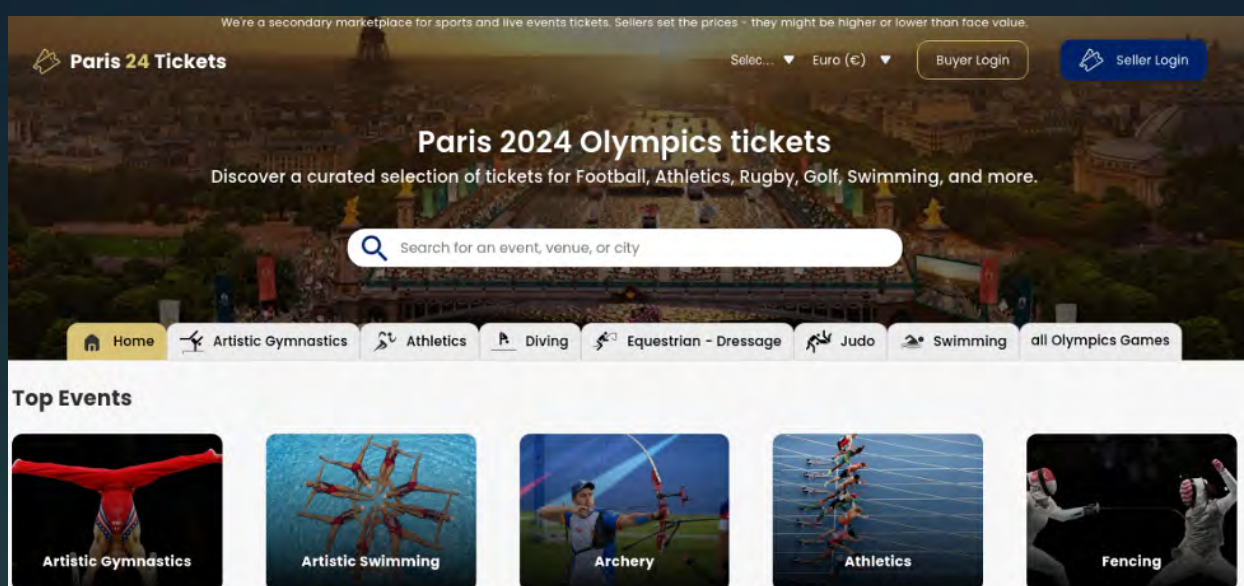 We're a secondary marketplace for sports and live events tickets. Sellers set the prices - they might be higher or lower than face value.
Paris 24 Tickets
Selec... Euro (€) Buyer Login Seller Login
Paris 2024 Olympics tickets
Discover a curated selection of tickets for Football, Athletics, Rugby, Golf, Swimming, and more.
Search for an event, venue, or city
Home Artistic Gymnastics Athletics Diving Equestrian - Dressage Judo Swimming all Olympics Games
Top Events
Artistic Gymnastics Artistic Swimming Archery Athletics Fencing